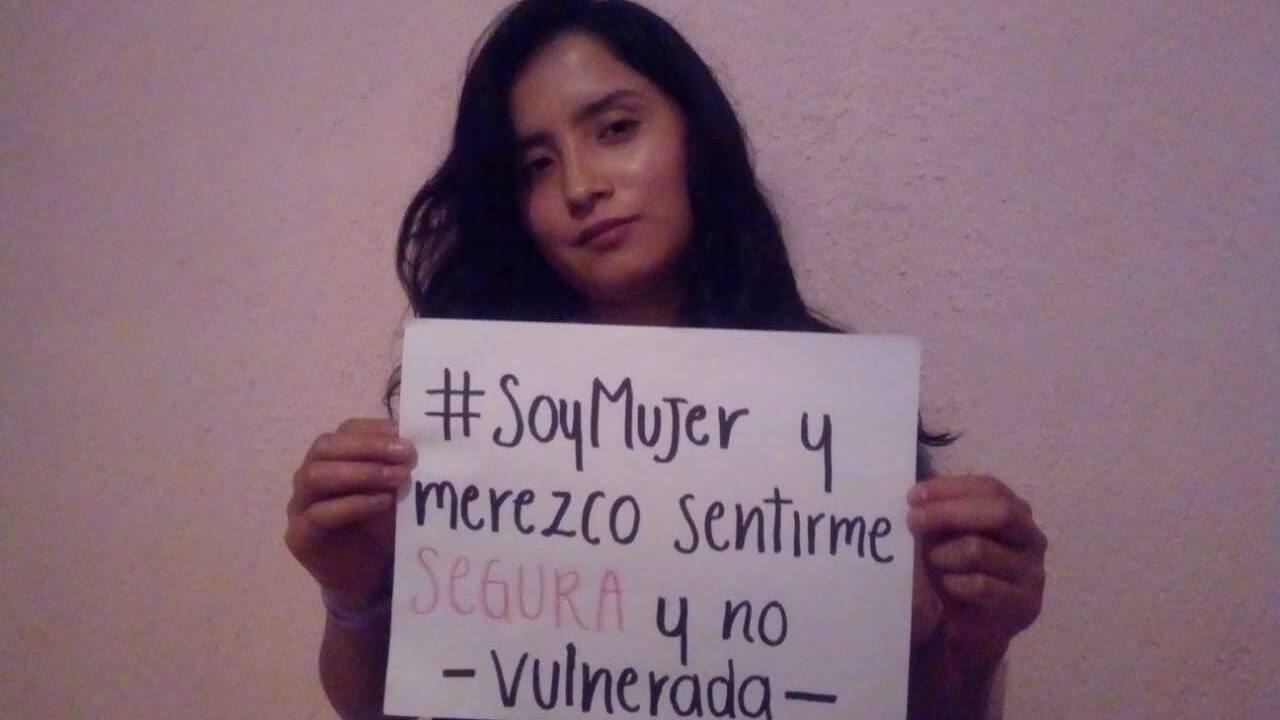 #SoyMujer y
merezco sentirme
SEGURA y no
- Vulnerada -